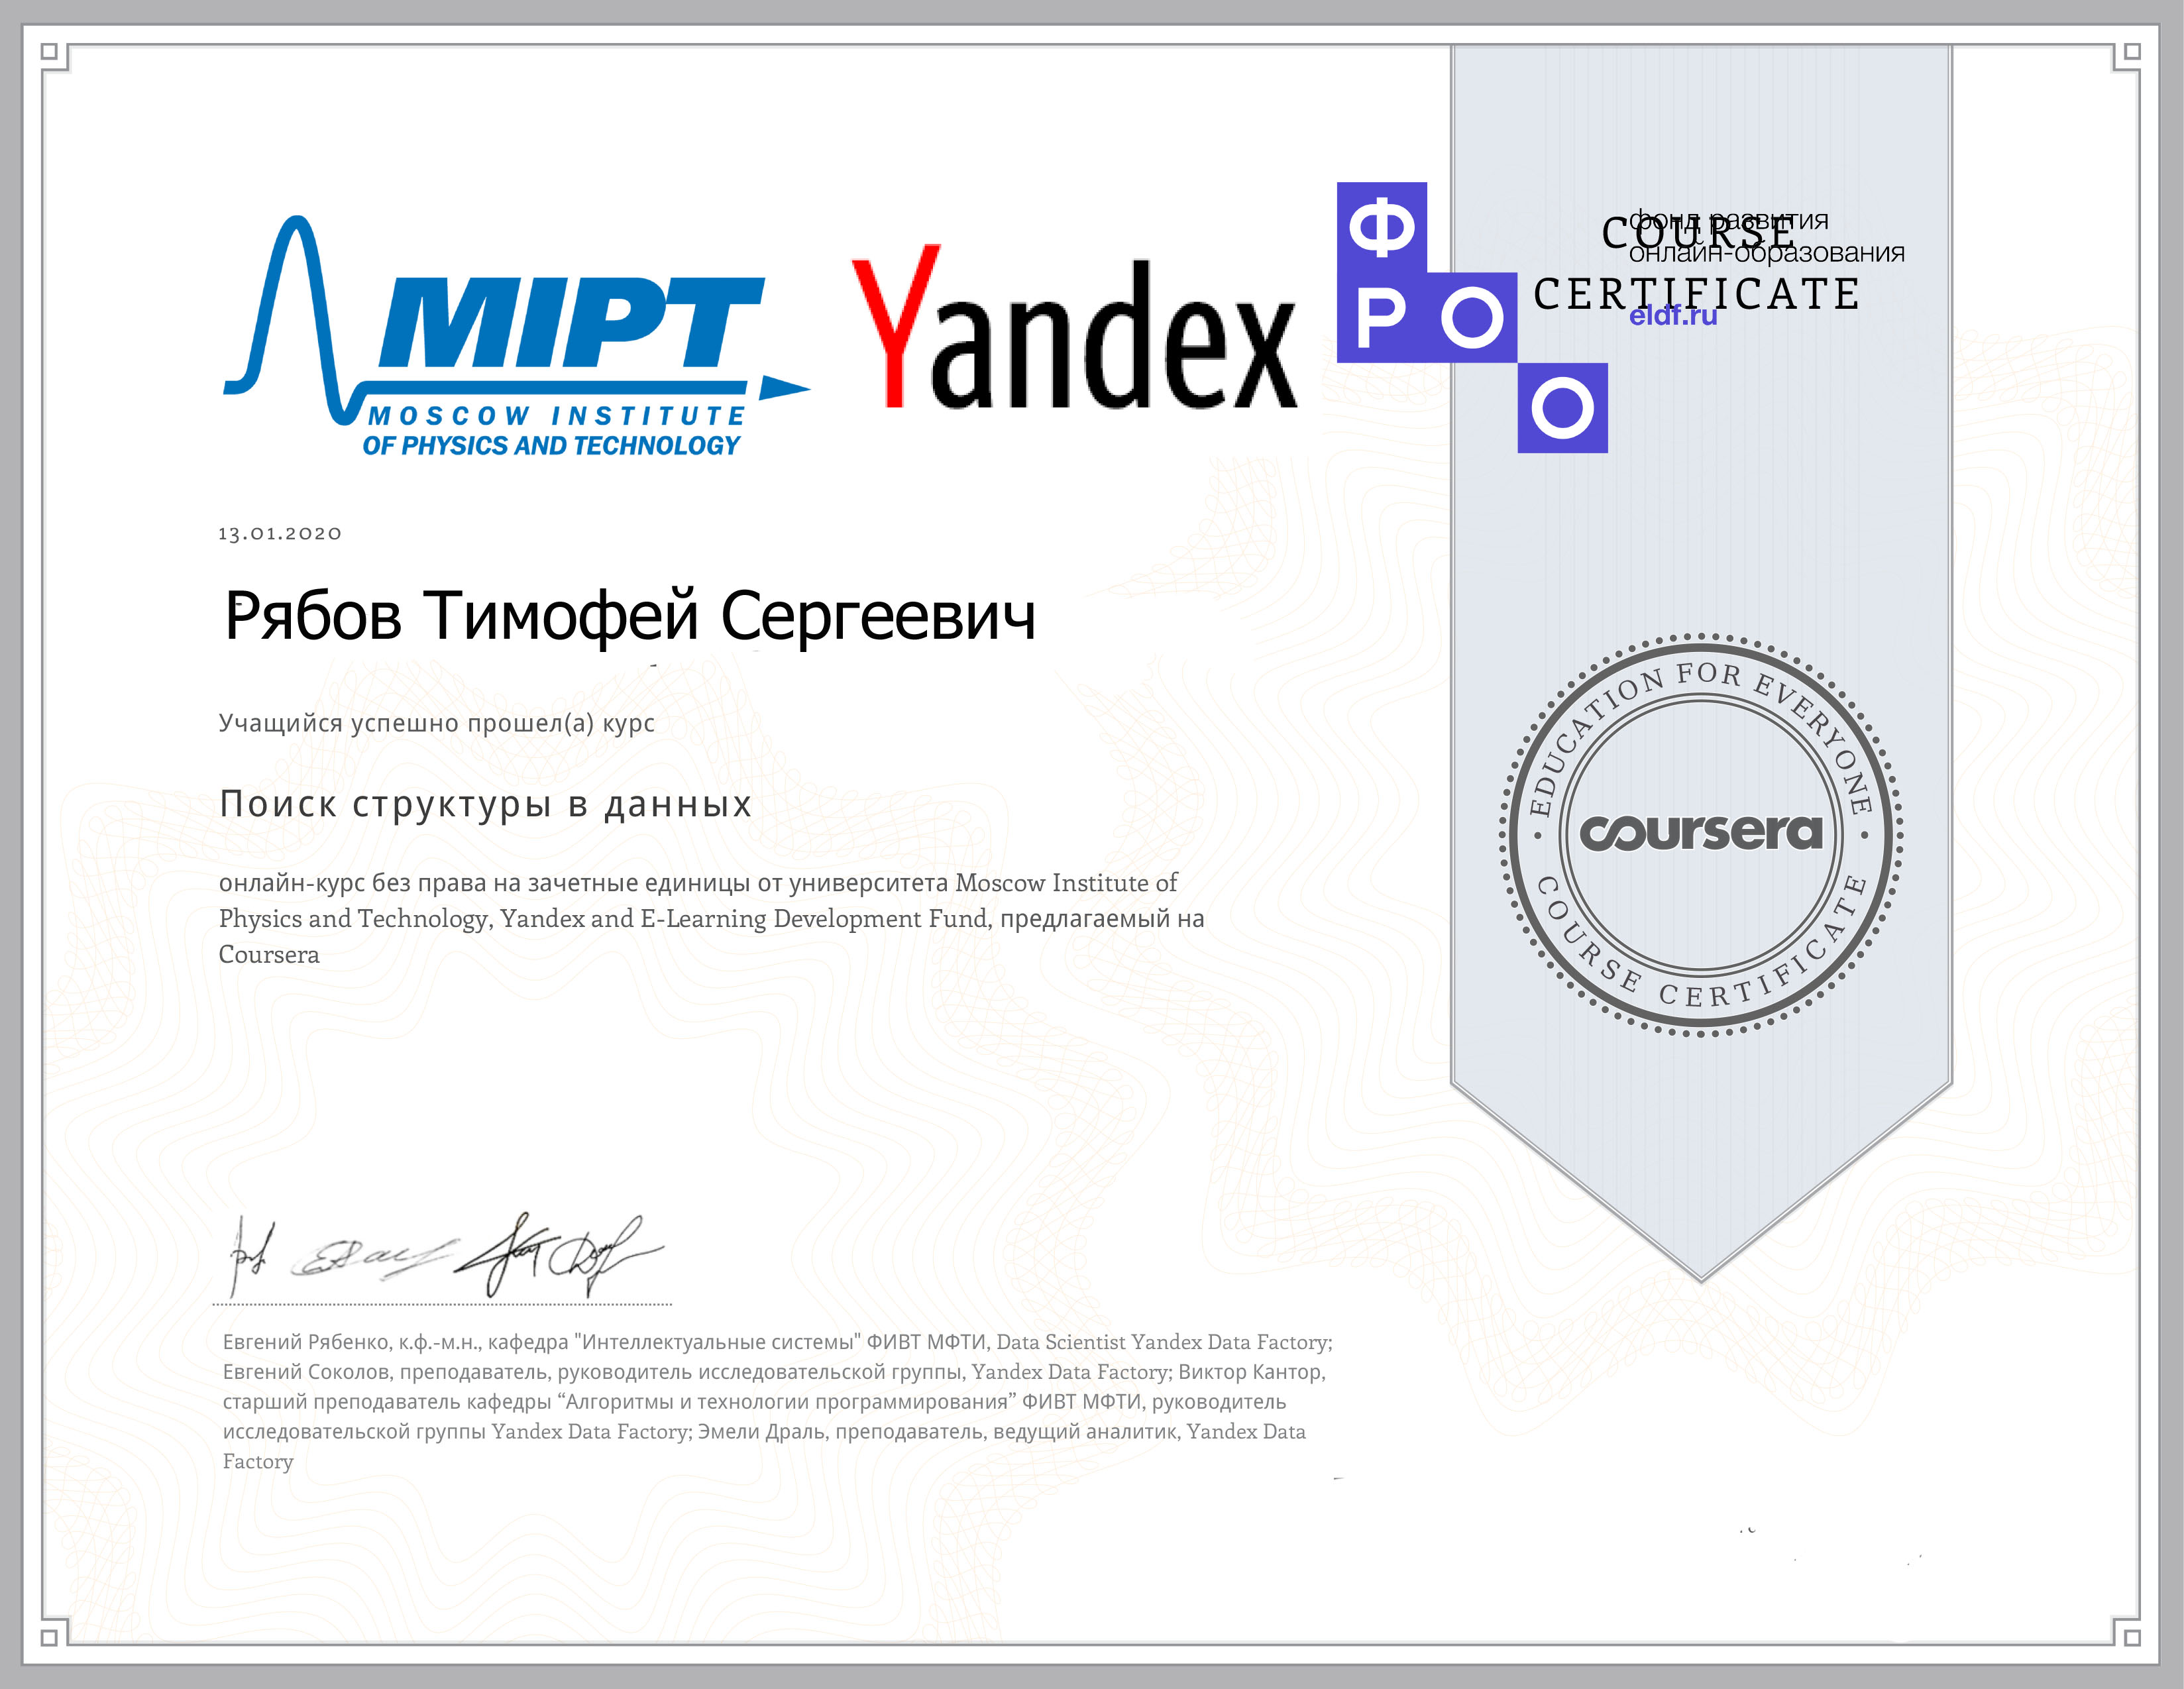 MIPT
MOSCOW INSTITUTE
OF PHYSICS AND TECHNOLOGY
Yandex
Ф
РО
О
фонд развития
онлайн-образования
eldf.ru
COURSE
CERTIFICATE
13.01.2020
Рябов Тимофей Сергеевич
Учащийся успешно прошел(а) курс
Поиск структуры в данных
онлайн-курс без права на зачетные единицы от университета Moscow Institute of
Physics and Technology, Yandex and E-Learning Development Fund, предлагаемый на
Coursera
EDUCATION FOR EVERYONE
coursera
COURSE CERTIFICATE
Евгений Рябенко, к.ф.-м.н., кафедра "Интеллектуальные системы" ФИВТ МФТИ, Data Scientist Yandex Data Factory;
Евгений Соколов, преподаватель, руководитель исследовательской группы, Yandex Data Factory; Виктор Кантор,
старший преподаватель кафедры “Алгоритмы и технологии программирования” ФИВТ МФТИ, руководитель
исследовательской группы Yandex Data Factory; Эмели Драль, преподаватель, ведущий аналитик, Yandex Data
Factory